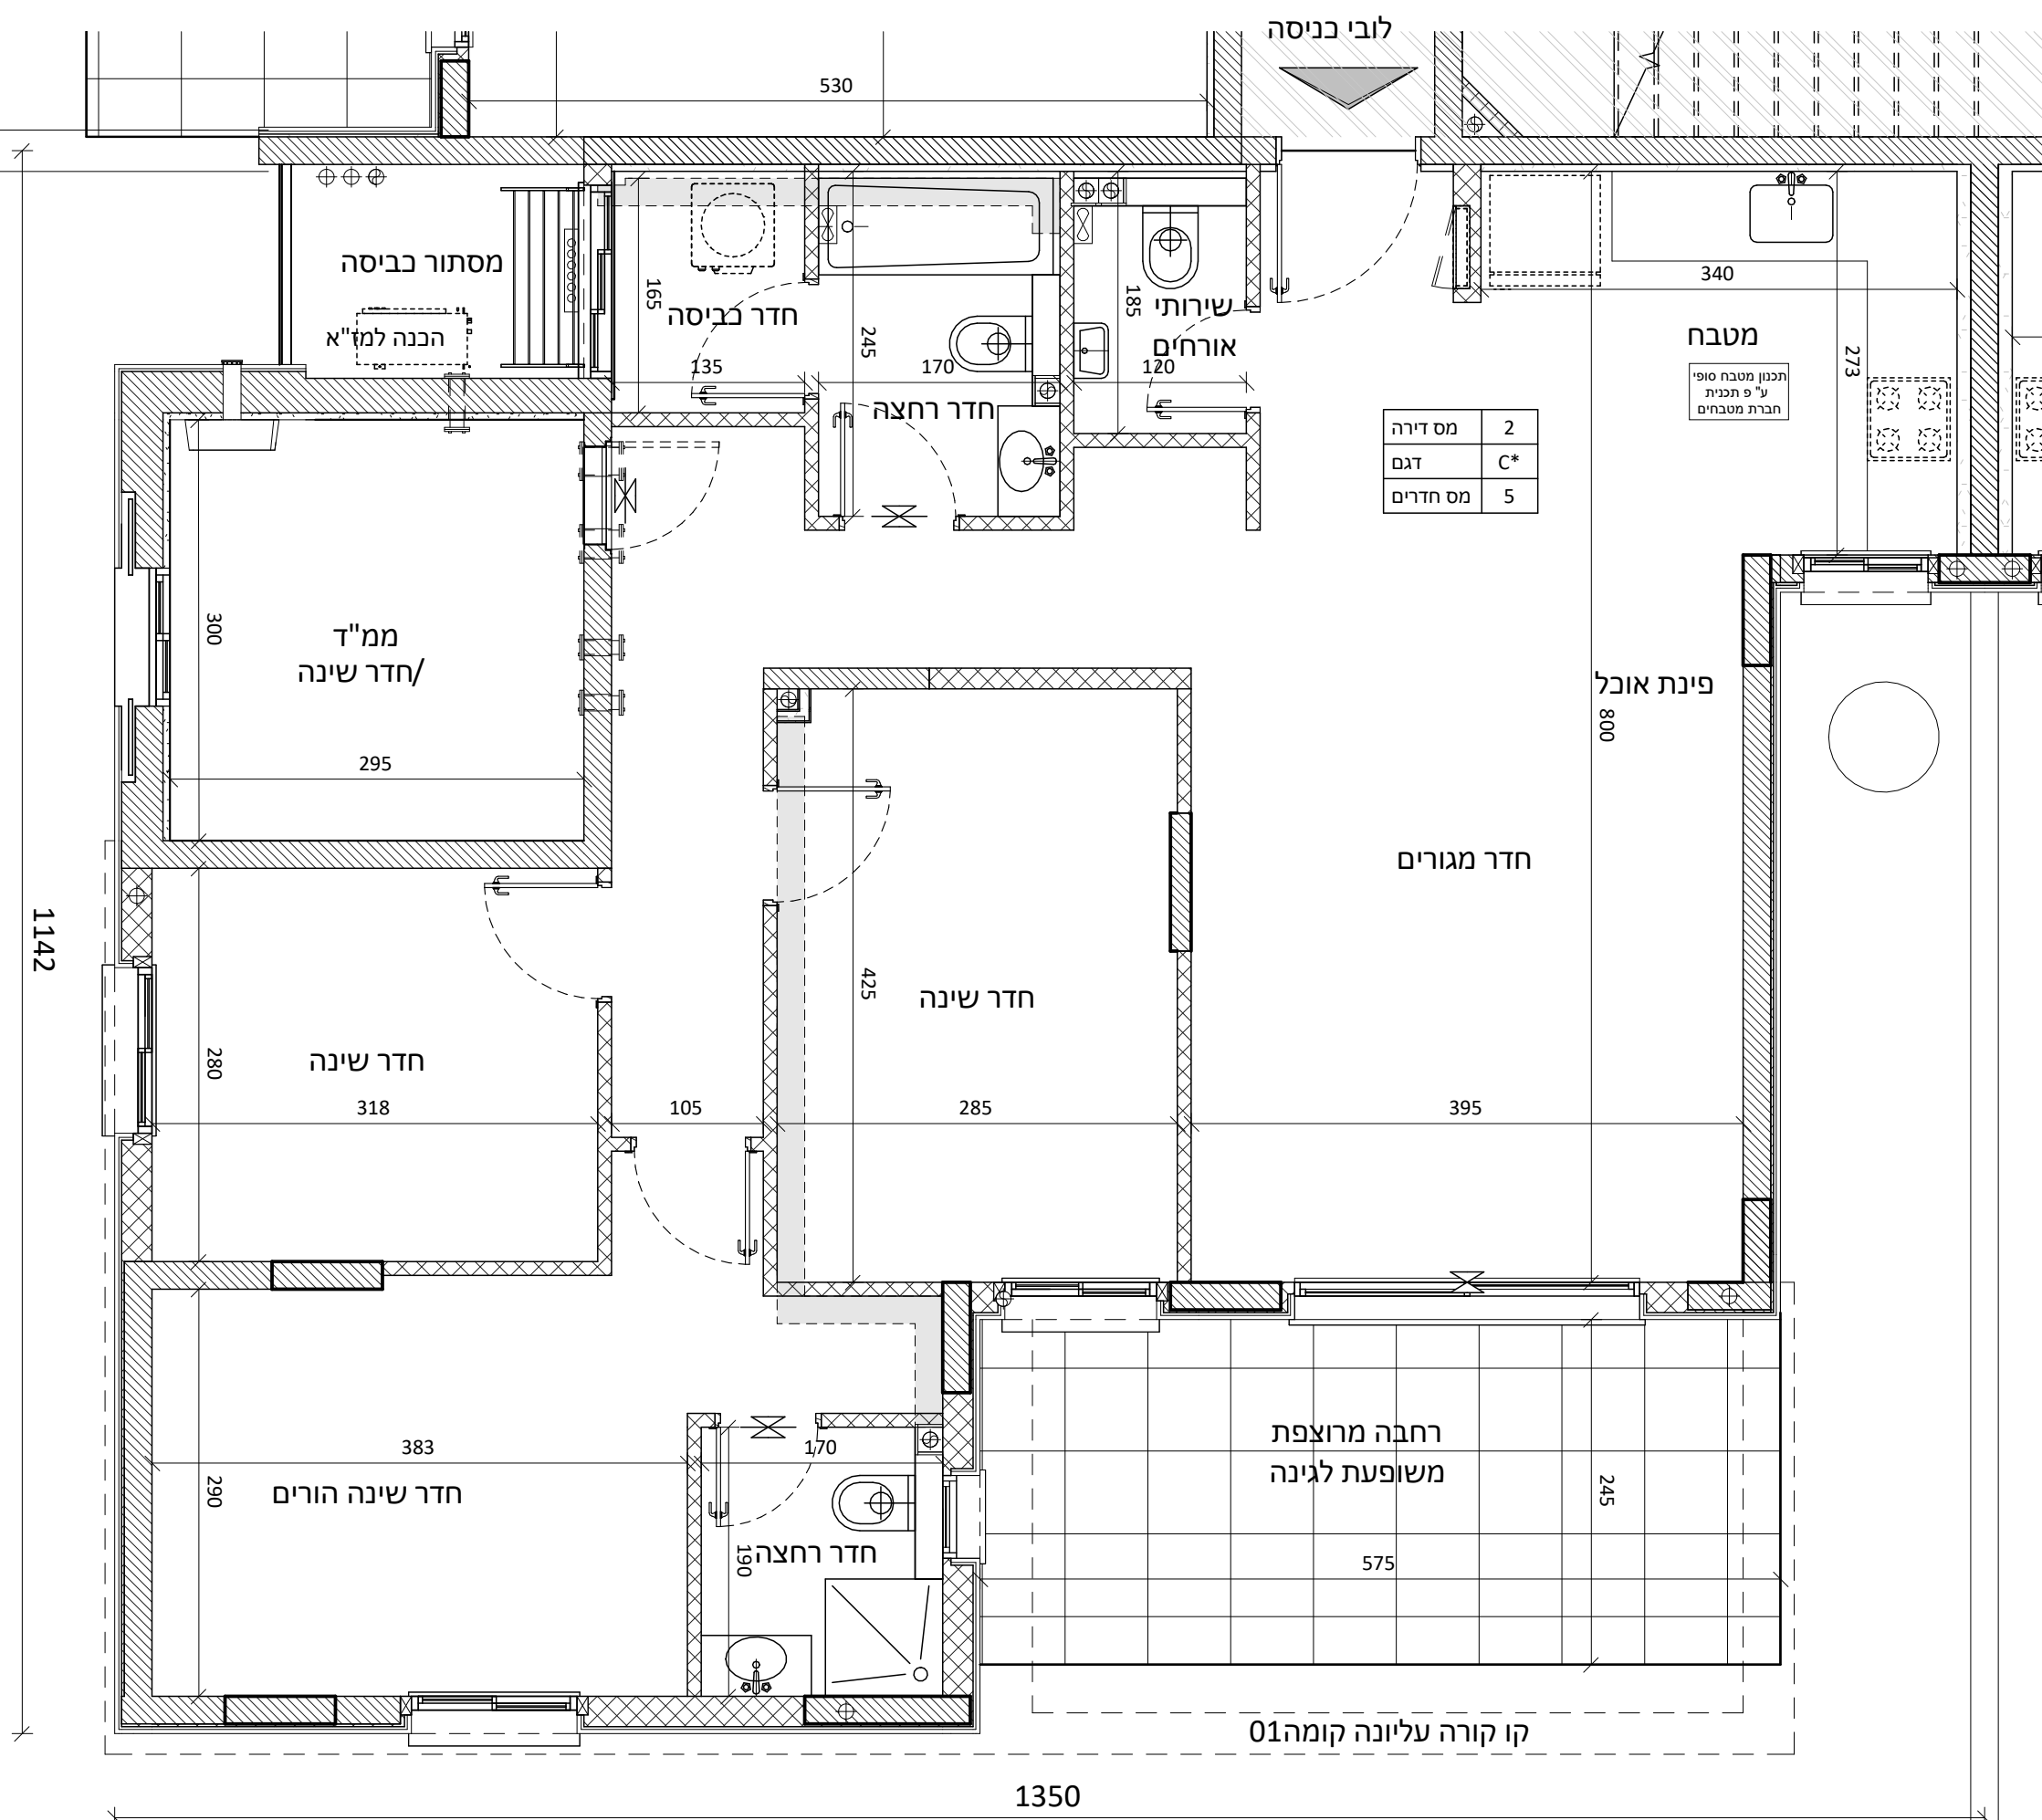 לובי כניסה
530
מסתור כביסה
הכנה למז"א
165
חדר כביסה
135
245
170
חדר רחצה
185
שירותי
אורחים
120
340
מטבח
273
תכנון מטבח סופי
ע"פ תכנית
חברת מטבחים
מס דירה 2
דגם C*
מס חדרים 5
ממ"ד
/חדר שינה
300
295
פינת אוכל
800
חדר מגורים
1142
חדר שינה
425
חדר שינה
280
318
105
285
395
383
חדר שינה הורים
290
170
190
חדר רחצה
רחבה מרוצפת
משופעת לגינה
245
575
קו קורה עליונה קומה01
1350